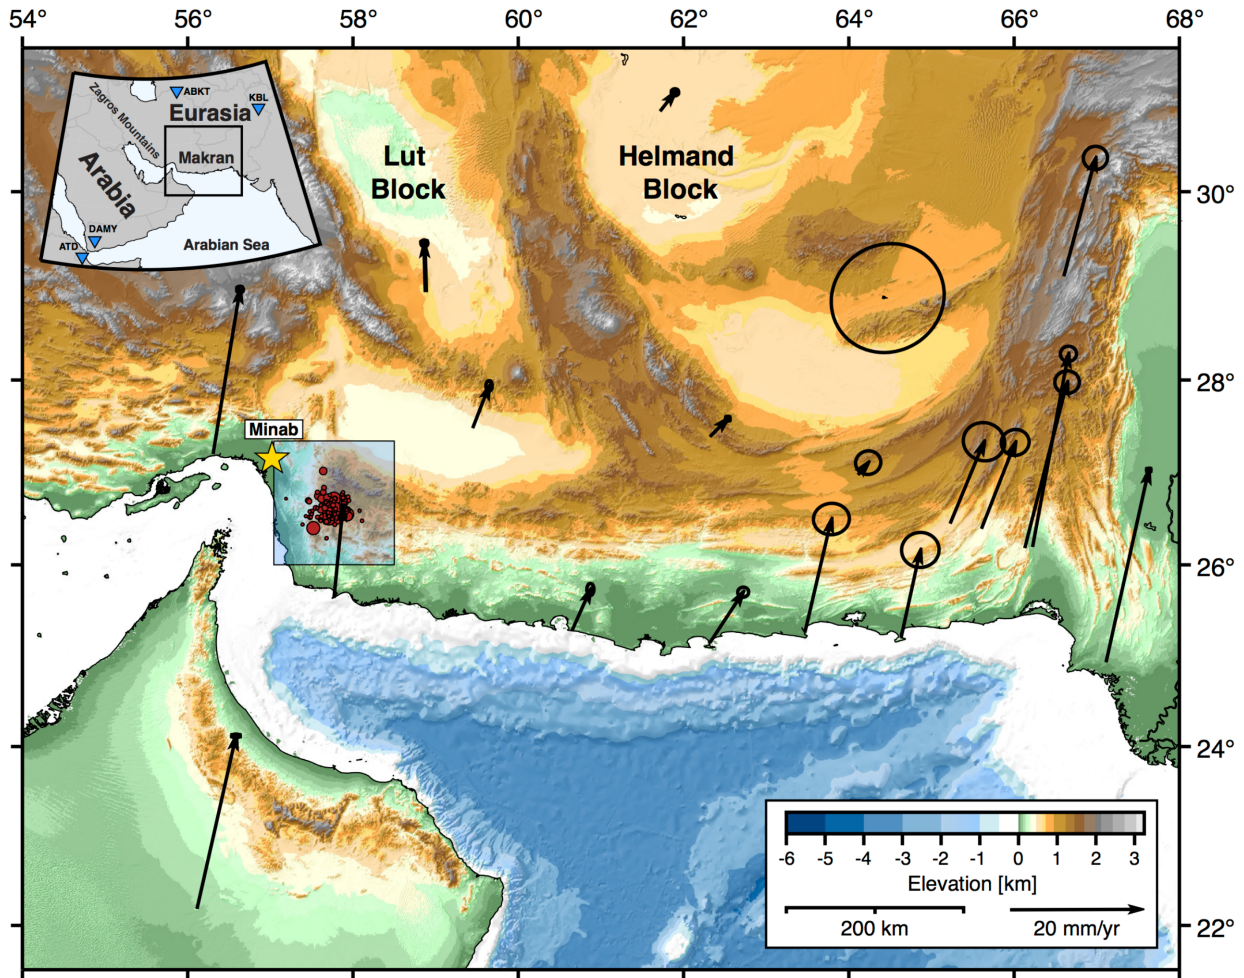 54° 56° 58° 60° 62° 64° 66° 68°
ABKT
KBL
Eurasia
Zagros Mountains
Makran
Arabia
DAMY
ATD
Arabian Sea
Lut
Block
Helmand
Block
30°
28°
Minab
26°
24°
22°
-6 -5 -4 -3 -2 -1 0 1 2 3
Elevation [km]
200 km
20 mm/yr